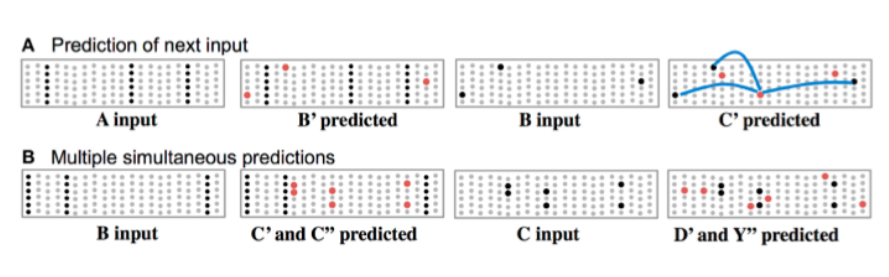 A Prediction of next input
A input
B’ predicted
B input
C’ predicted
B Multiple simultaneous predictions
B input
C’ and C” predicted
C input
D’ and Y” predicted